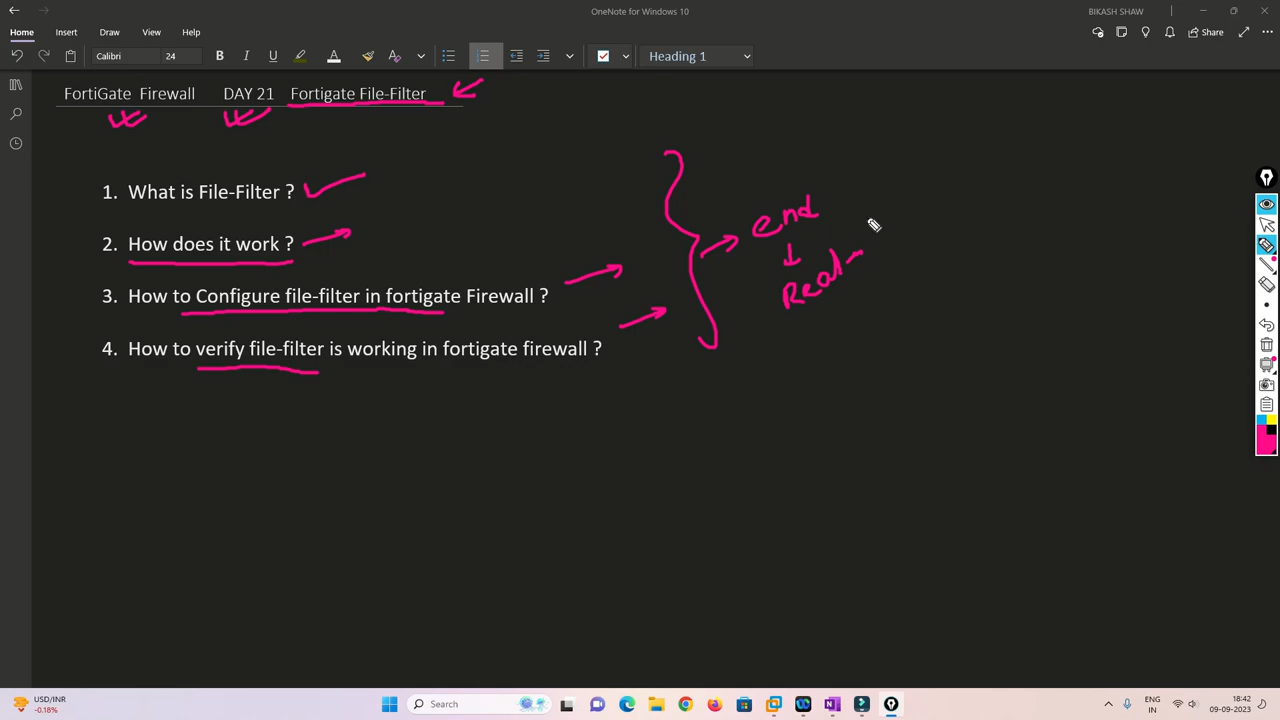 OneNote for Windows 10
BIKASH SHAW
Home Insert Draw View Help
Share
Calibri 24 B I U A Heading 1
FortiGate Firewall DAY 21 Fortigate File-Filter
1. What is File-Filter ?
2. How does it work ?
3. How to Configure file-filter in fortigate Firewall ?
4. How to verify file-filter is working in fortigate firewall ?
end
Real-
USD/INR
-0.18%
Search
ENG
IN
18:42
09-09-2023